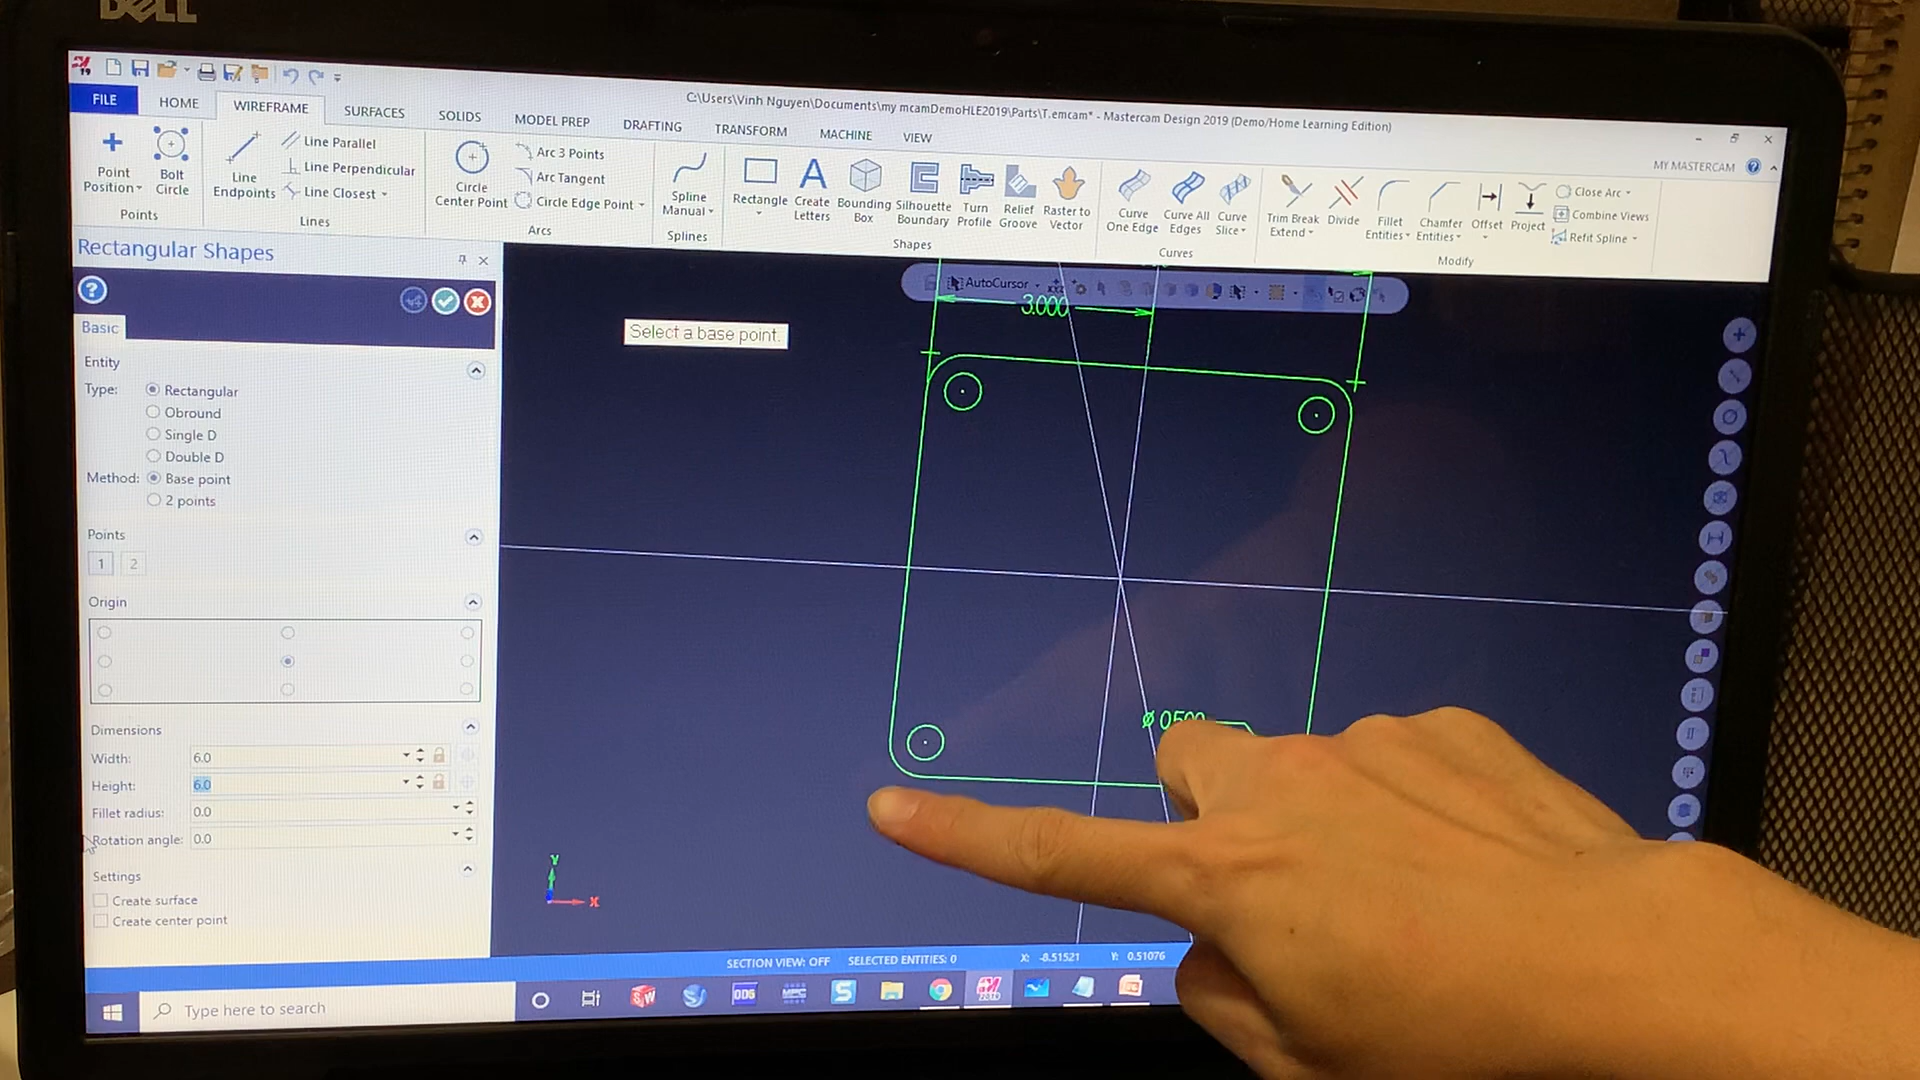 DELL
19
C:\Users\Vinh Nguyen\Documents\my mcamDemoHLE2019\Parts\T.emcam* - Mastercam Design 2019 (Demo/Home Learning Edition)
FILE HOME WIREFRAME SURFACES SOLIDS MODEL PREP DRAFTING TRANSFORM MACHINE VIEW
MY MASTERCAM
Point Position
Bolt Circle
Points
Line Endpoints
Line Parallel
Line Perpendicular
Line Closest
Lines
Circle Center Point
Arc 3 Points
Arc Tangent
Circle Edge Point
Arcs
Spline Manual
Splines
Rectangle
Create Letters
Bounding Box
Silhouette Boundary
Turn Profile
Relief Groove
Raster to Vector
Shapes
Curve One Edge
Curve All Edges
Curve Slice
Curves
Trim Break Extend
Divide
Fillet Entities
Chamfer Entities
Offset
Project
Close Arc
Combine Views
Refit Spline
Modify
Rectangular Shapes
Basic
Entity
Type: Rectangular
Obround
Single D
Double D
Method: Base point
2 points
Points
1 2
Origin
Dimensions
Width: 6.0
Height: 6.0
Fillet radius: 0.0
Rotation angle: 0.0
Settings
Create surface
Create center point
AutoCursor
3.000
Select a base point.
Y
X
SECTION VIEW: OFF SELECTED ENTITIES: 0 X: -8.51521 Y: 0.51076
Type here to search